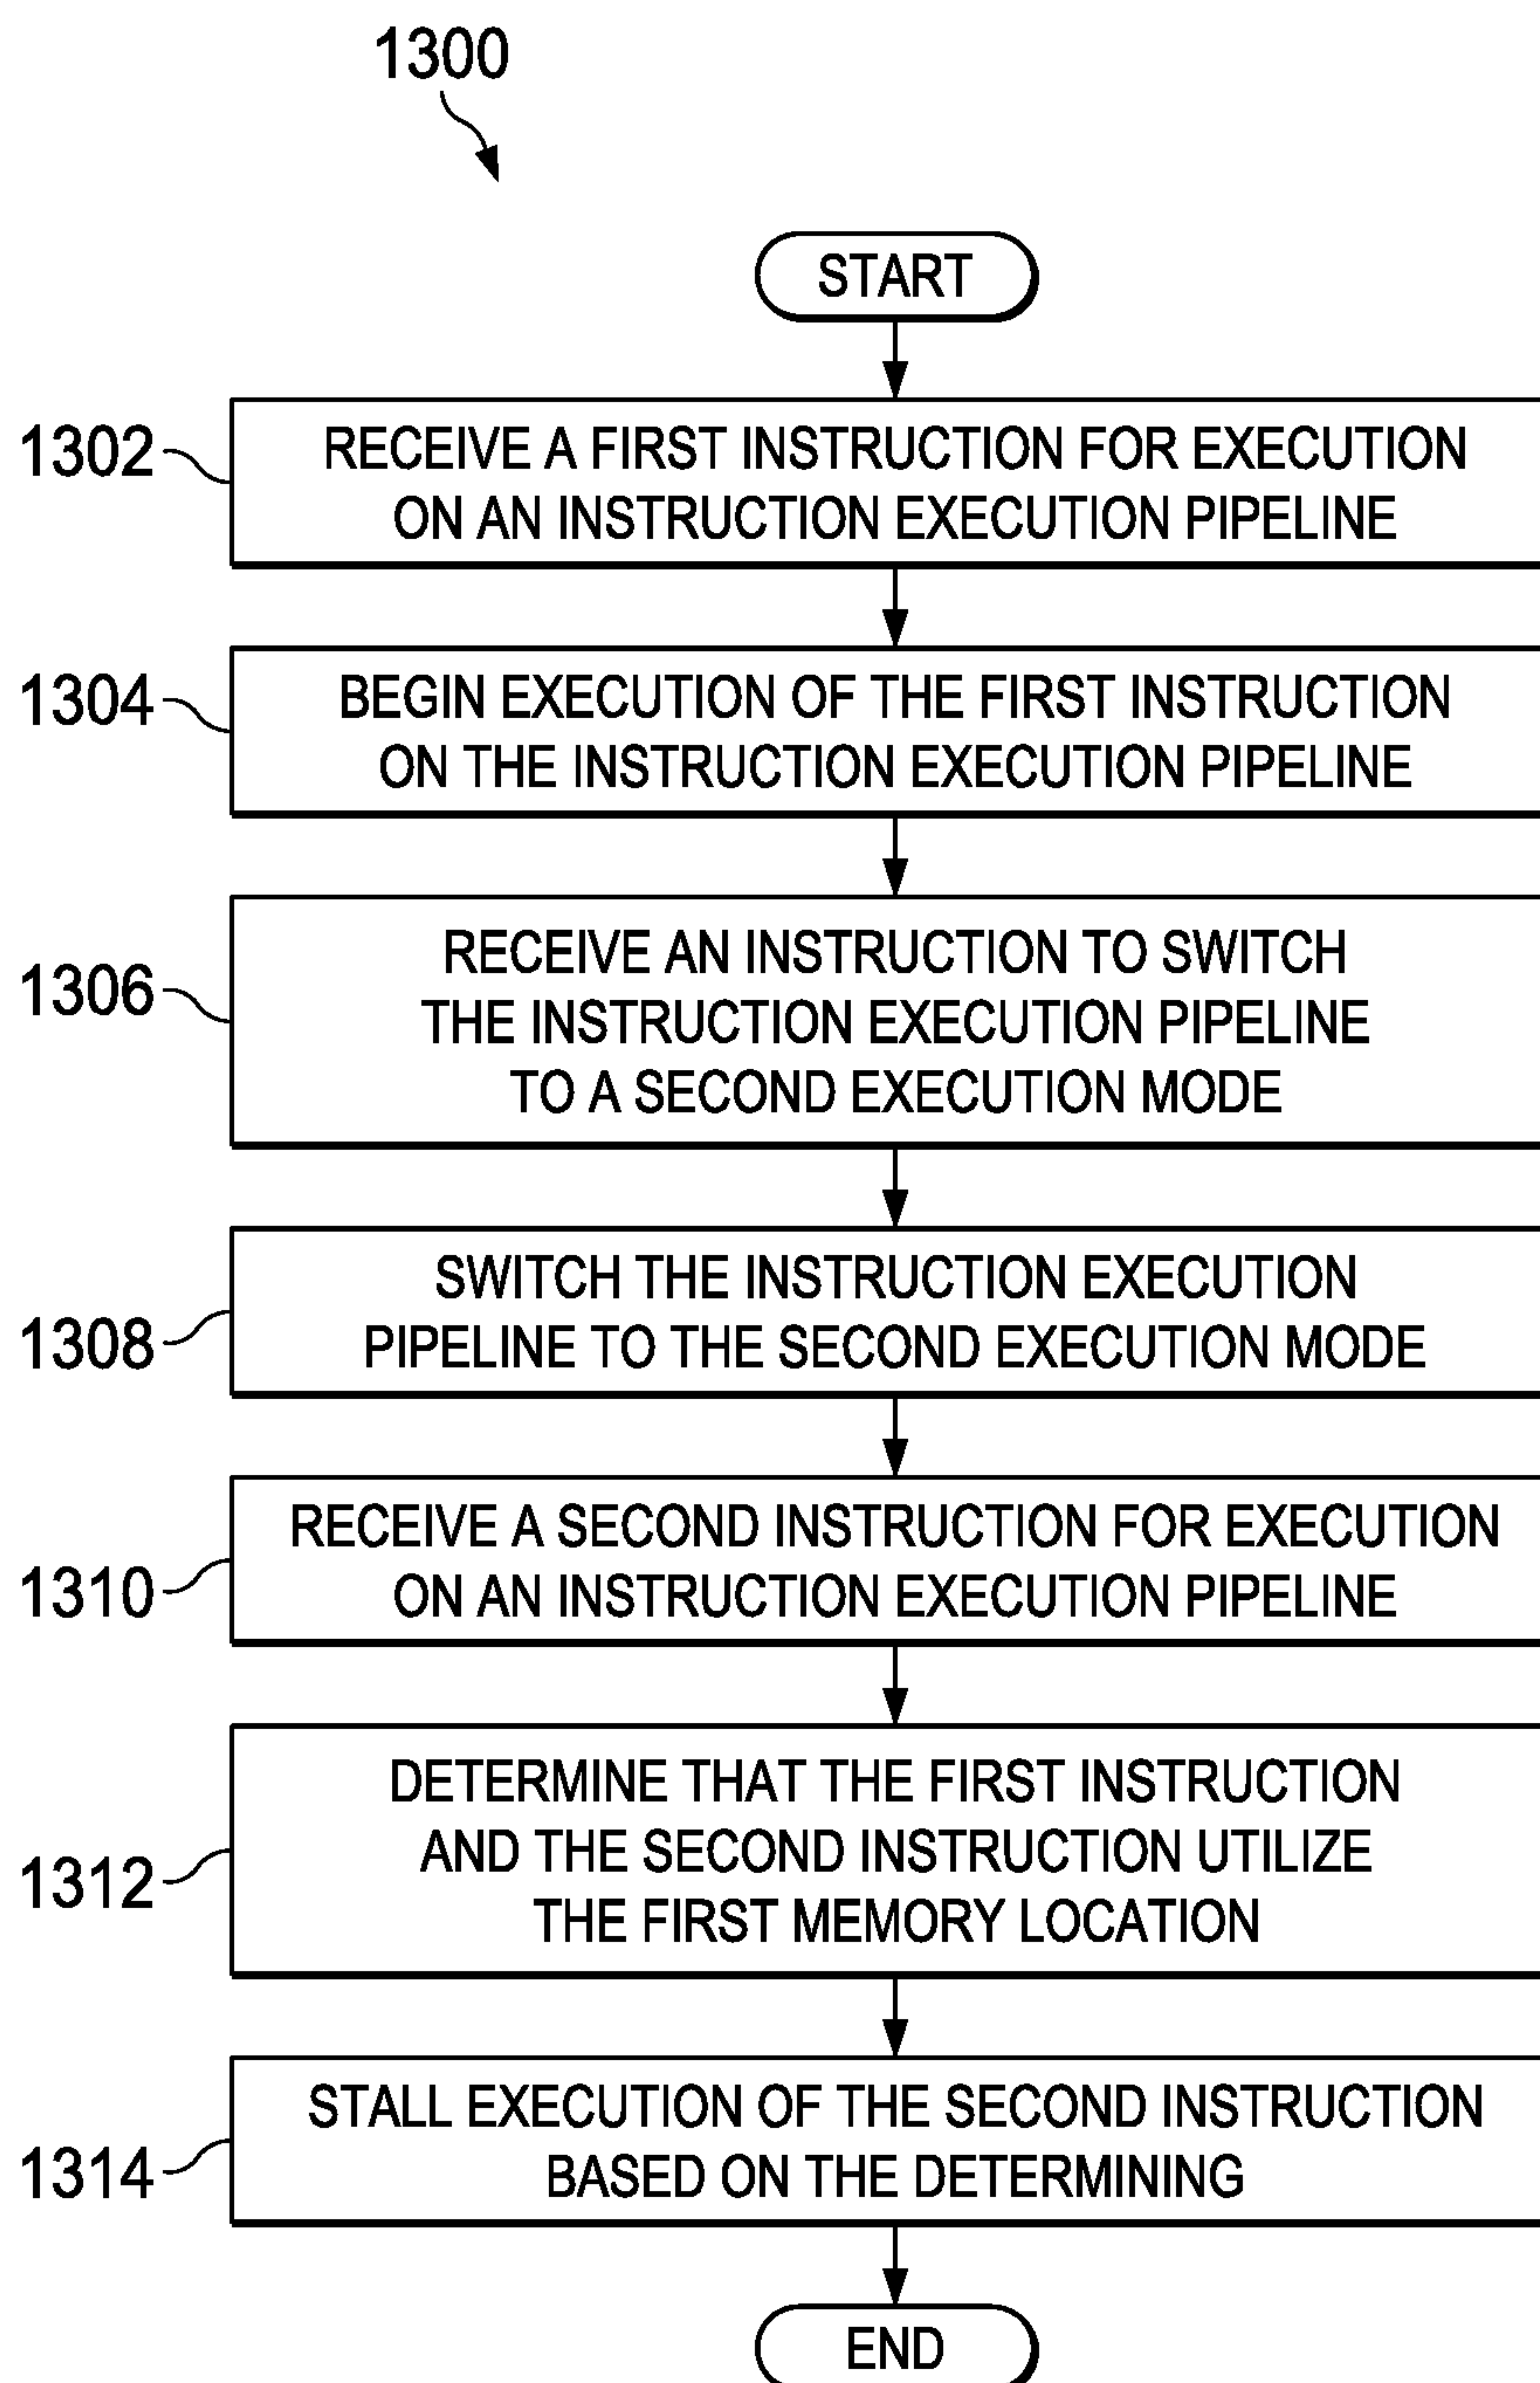 1300
START
1302
RECEIVE A FIRST INSTRUCTION FOR EXECUTION
ON AN INSTRUCTION EXECUTION PIPELINE
1304
BEGIN EXECUTION OF THE FIRST INSTRUCTION
ON THE INSTRUCTION EXECUTION PIPELINE
1306
RECEIVE AN INSTRUCTION TO SWITCH
THE INSTRUCTION EXECUTION PIPELINE
TO A SECOND EXECUTION MODE
1308
SWITCH THE INSTRUCTION EXECUTION
PIPELINE TO THE SECOND EXECUTION MODE
1310
RECEIVE A SECOND INSTRUCTION FOR EXECUTION
ON AN INSTRUCTION EXECUTION PIPELINE
1312
DETERMINE THAT THE FIRST INSTRUCTION
AND THE SECOND INSTRUCTION UTILIZE
THE FIRST MEMORY LOCATION
1314
STALL EXECUTION OF THE SECOND INSTRUCTION
BASED ON THE DETERMINING
END